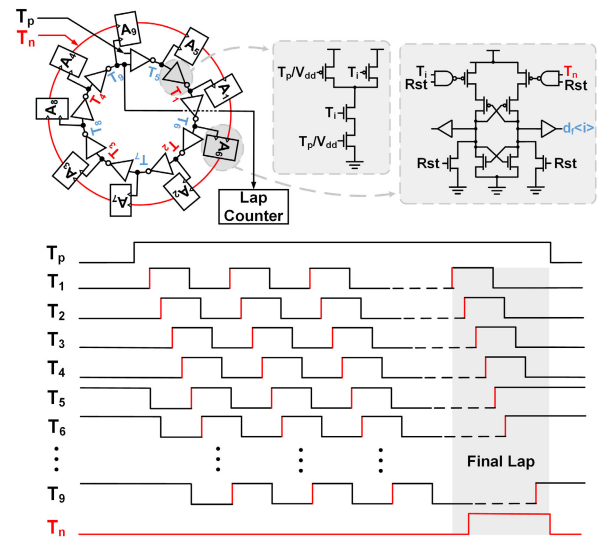 Tp
Tn
A9
A5
A1
A6
A2
A7
A3
A8
A4
T5
T1
T6
T2
T7
T3
T8
T4
T9
Lap
Counter
Tp/Vdd
Ti
Ti
Tp/Vdd
Ti
Rst
Tn
Rst
df<i>
Rst
Rst
Tp
T1
T2
T3
T4
T5
T6
T9
Tn
Final Lap